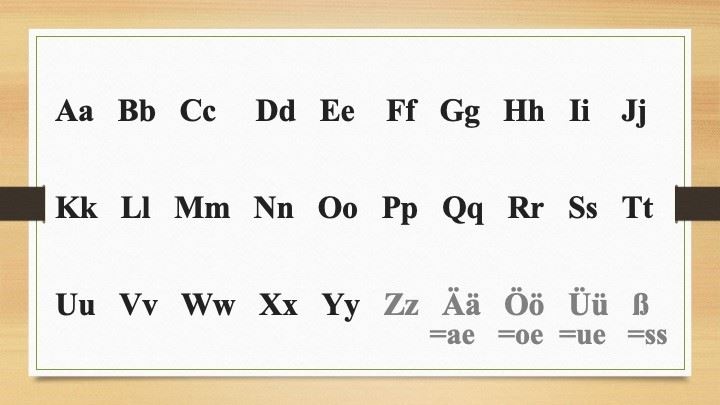 Aa Bb Cc Dd Ee Ff Gg Hh Ii Jj
Kk Ll Mm Nn Oo Pp Qq Rr Ss Tt
Uu Vv Ww Xx Yy Zz Ää Öö Üü ß
=ae =oe =ue =ss